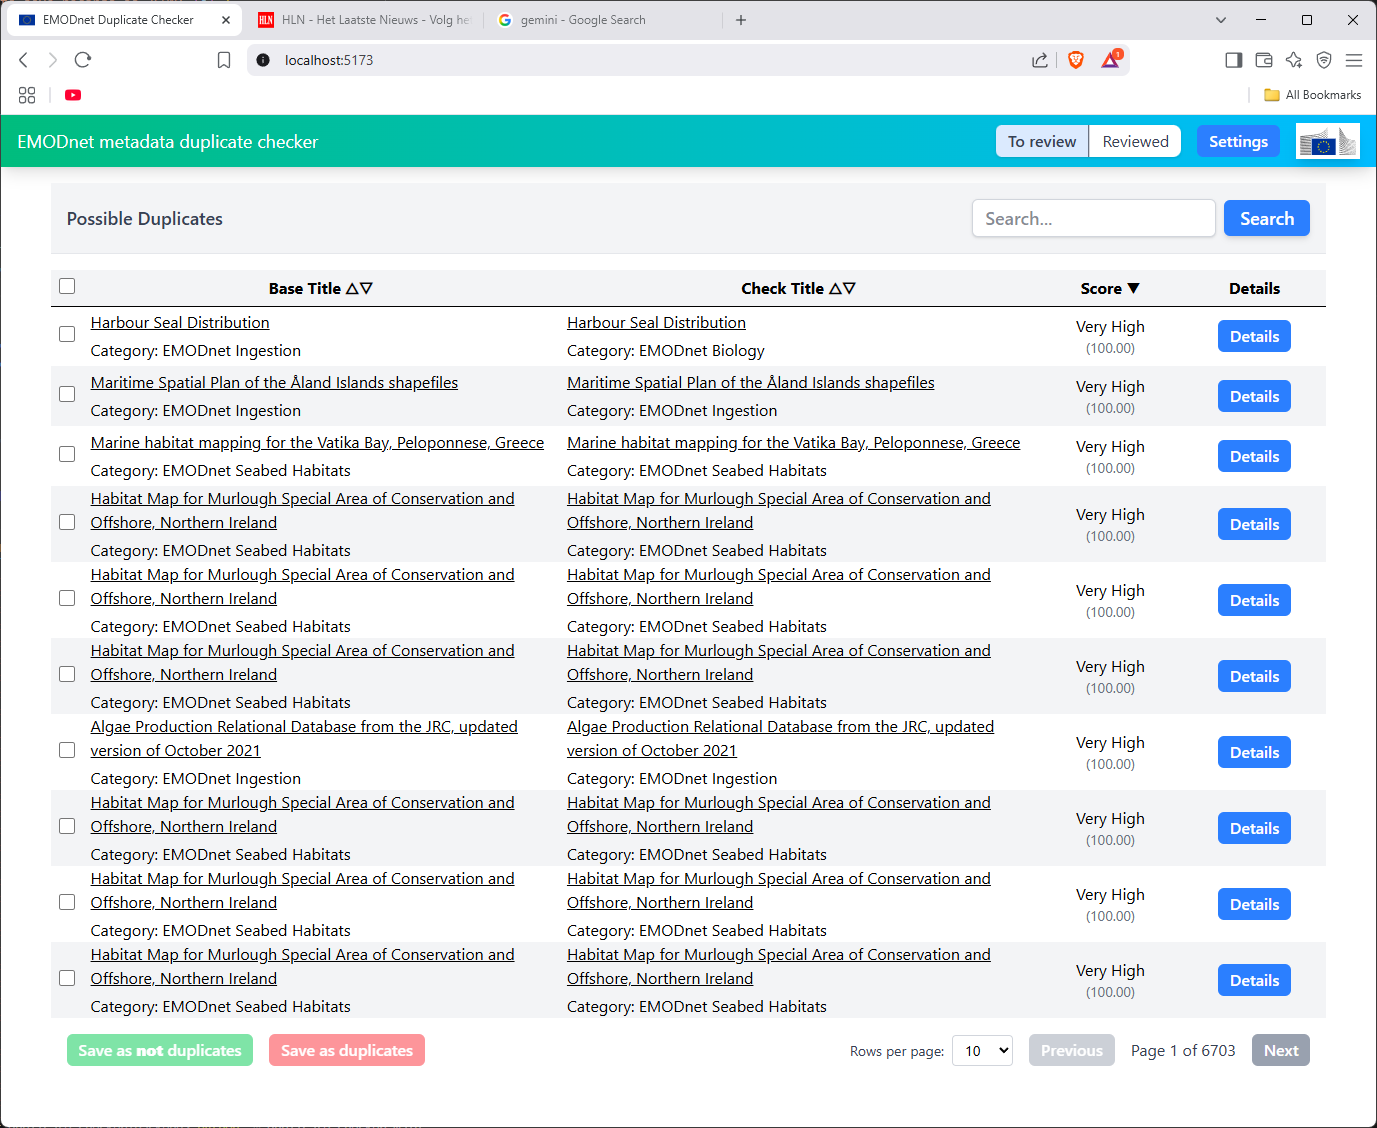 EMODnet Duplicate Checker
HLN - Het Laatste Nieuws - Volg he
gemini - Google Search
localhost:5173
1
All Bookmarks
EMODnet metadata duplicate checker
To review
Reviewed
Settings
Possible Duplicates
Search...
Search
Base Title △▽
Check Title △▽
Score ▼
Details
Harbour Seal Distribution
Category: EMODnet Ingestion
Harbour Seal Distribution
Category: EMODnet Biology
Very High
(100.00)
Details
Maritime Spatial Plan of the Åland Islands shapefiles
Category: EMODnet Ingestion
Maritime Spatial Plan of the Åland Islands shapefiles
Category: EMODnet Ingestion
Very High
(100.00)
Details
Marine habitat mapping for the Vatika Bay, Peloponnese, Greece
Category: EMODnet Seabed Habitats
Marine habitat mapping for the Vatika Bay, Peloponnese, Greece
Category: EMODnet Seabed Habitats
Very High
(100.00)
Details
Habitat Map for Murlough Special Area of Conservation and
Offshore, Northern Ireland
Category: EMODnet Seabed Habitats
Habitat Map for Murlough Special Area of Conservation and
Offshore, Northern Ireland
Category: EMODnet Seabed Habitats
Very High
(100.00)
Details
Habitat Map for Murlough Special Area of Conservation and
Offshore, Northern Ireland
Category: EMODnet Seabed Habitats
Habitat Map for Murlough Special Area of Conservation and
Offshore, Northern Ireland
Category: EMODnet Seabed Habitats
Very High
(100.00)
Details
Habitat Map for Murlough Special Area of Conservation and
Offshore, Northern Ireland
Category: EMODnet Seabed Habitats
Habitat Map for Murlough Special Area of Conservation and
Offshore, Northern Ireland
Category: EMODnet Seabed Habitats
Very High
(100.00)
Details
Algae Production Relational Database from the JRC, updated
version of October 2021
Category: EMODnet Ingestion
Algae Production Relational Database from the JRC, updated
version of October 2021
Category: EMODnet Ingestion
Very High
(100.00)
Details
Habitat Map for Murlough Special Area of Conservation and
Offshore, Northern Ireland
Category: EMODnet Seabed Habitats
Habitat Map for Murlough Special Area of Conservation and
Offshore, Northern Ireland
Category: EMODnet Seabed Habitats
Very High
(100.00)
Details
Habitat Map for Murlough Special Area of Conservation and
Offshore, Northern Ireland
Category: EMODnet Seabed Habitats
Habitat Map for Murlough Special Area of Conservation and
Offshore, Northern Ireland
Category: EMODnet Seabed Habitats
Very High
(100.00)
Details
Habitat Map for Murlough Special Area of Conservation and
Offshore, Northern Ireland
Category: EMODnet Seabed Habitats
Habitat Map for Murlough Special Area of Conservation and
Offshore, Northern Ireland
Category: EMODnet Seabed Habitats
Very High
(100.00)
Details
Save as not duplicates
Save as duplicates
Rows per page: 10
Previous
Page 1 of 6703
Next